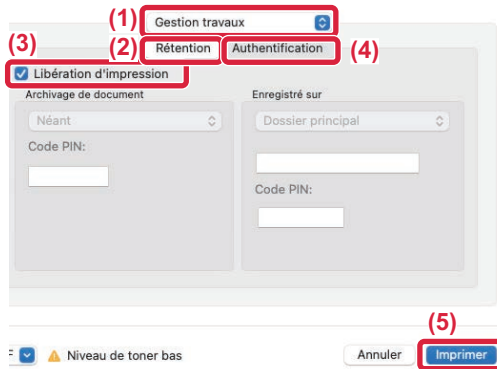 (1) Gestion travaux
(2) Rétention Authentification (4)
(3)
Libération d'impression
Archivage de document Enregistré sur
Néant Dossier principal
Code PIN:
Code PIN:
(5)
F Niveau de toner bas Annuler Imprimer